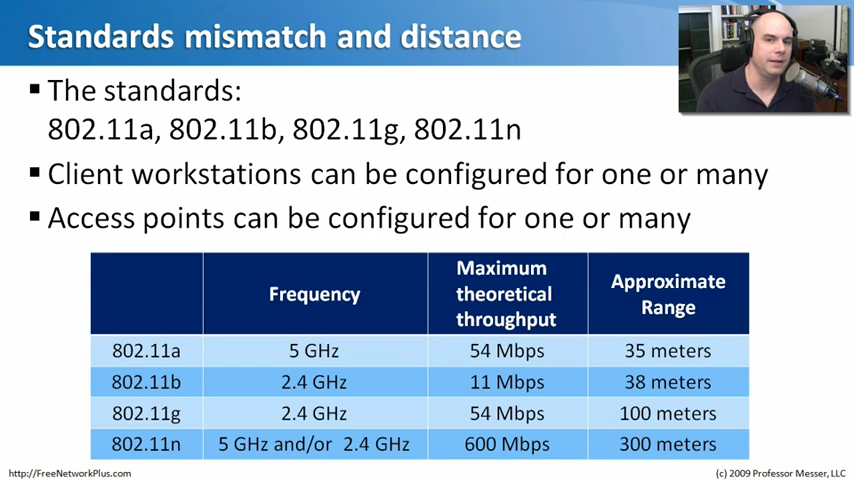 Standards mismatch and distance
▪ The standards:
802.11a, 802.11b, 802.11g, 802.11n
▪ Client workstations can be configured for one or many
▪ Access points can be configured for one or many
Frequency Maximum theoretical throughput Approximate Range
802.11a 5 GHz 54 Mbps 35 meters
802.11b 2.4 GHz 11 Mbps 38 meters
802.11g 2.4 GHz 54 Mbps 100 meters
802.11n 5 GHz and/or 2.4 GHz 600 Mbps 300 meters
http://FreeNetworkPlus.com (c) 2009 Professor Messer, LLC